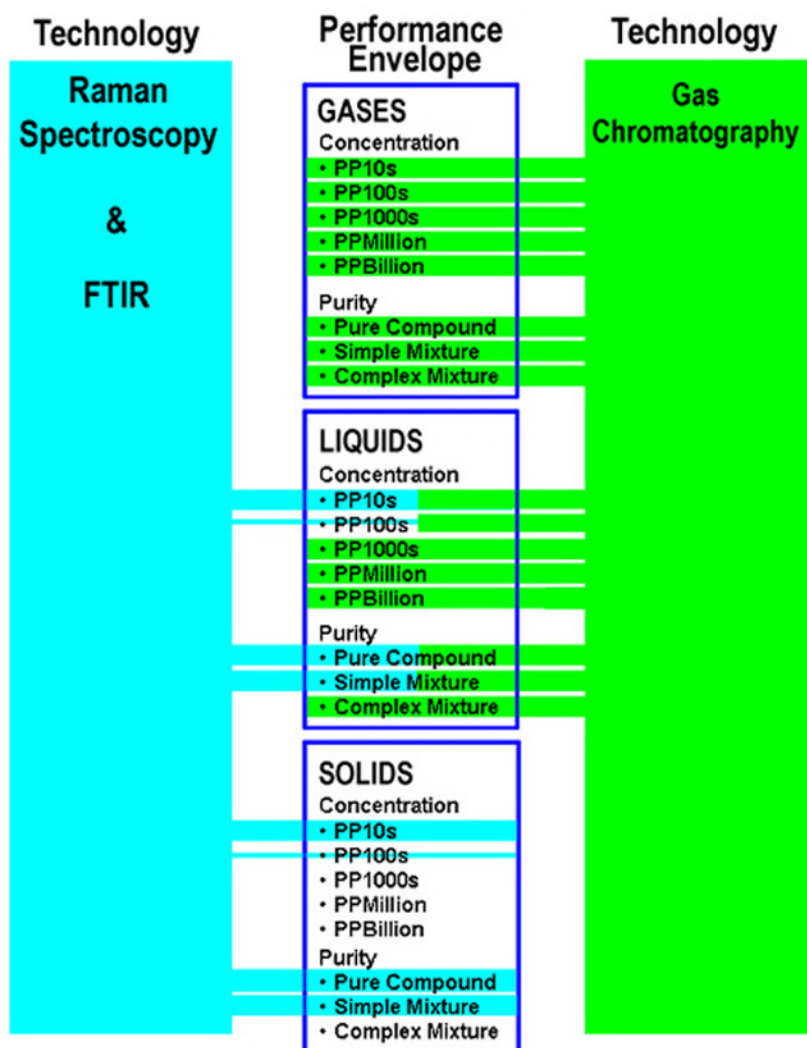 Technology
Raman
Spectroscopy
&
FTIR
Performance
Envelope
GASES
Concentration
• PP10s
• PP100s
• PP1000s
• PPMillion
• PPBillion
Purity
• Pure Compound
• Simple Mixture
• Complex Mixture
LIQUIDS
Concentration
• PP10s
• PP100s
• PP1000s
• PPMillion
• PPBillion
Purity
• Pure Compound
• Simple Mixture
• Complex Mixture
SOLIDS
Concentration
• PP10s
• PP100s
• PP1000s
• PPMillion
• PPBillion
Purity
• Pure Compound
• Simple Mixture
• Complex Mixture
Technology
Gas
Chromatography